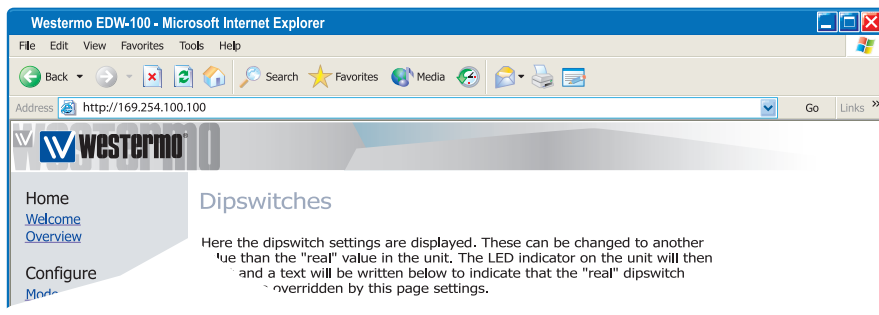 Westermo EDW-100 - Microsoft Internet Explorer
File Edit View Favorites Tools Help
Back Search Favorites Media
Address http://169.254.100.100 Go Links »
westermo
Home
Welcome
Overview
Configure
Dipswitches
Here the dipswitch settings are displayed. These can be changed to another
than the "real" value in the unit. The LED indicator on the unit will then
and a text will be written below to indicate that the "real" dipswitch
overridden by this page settings.